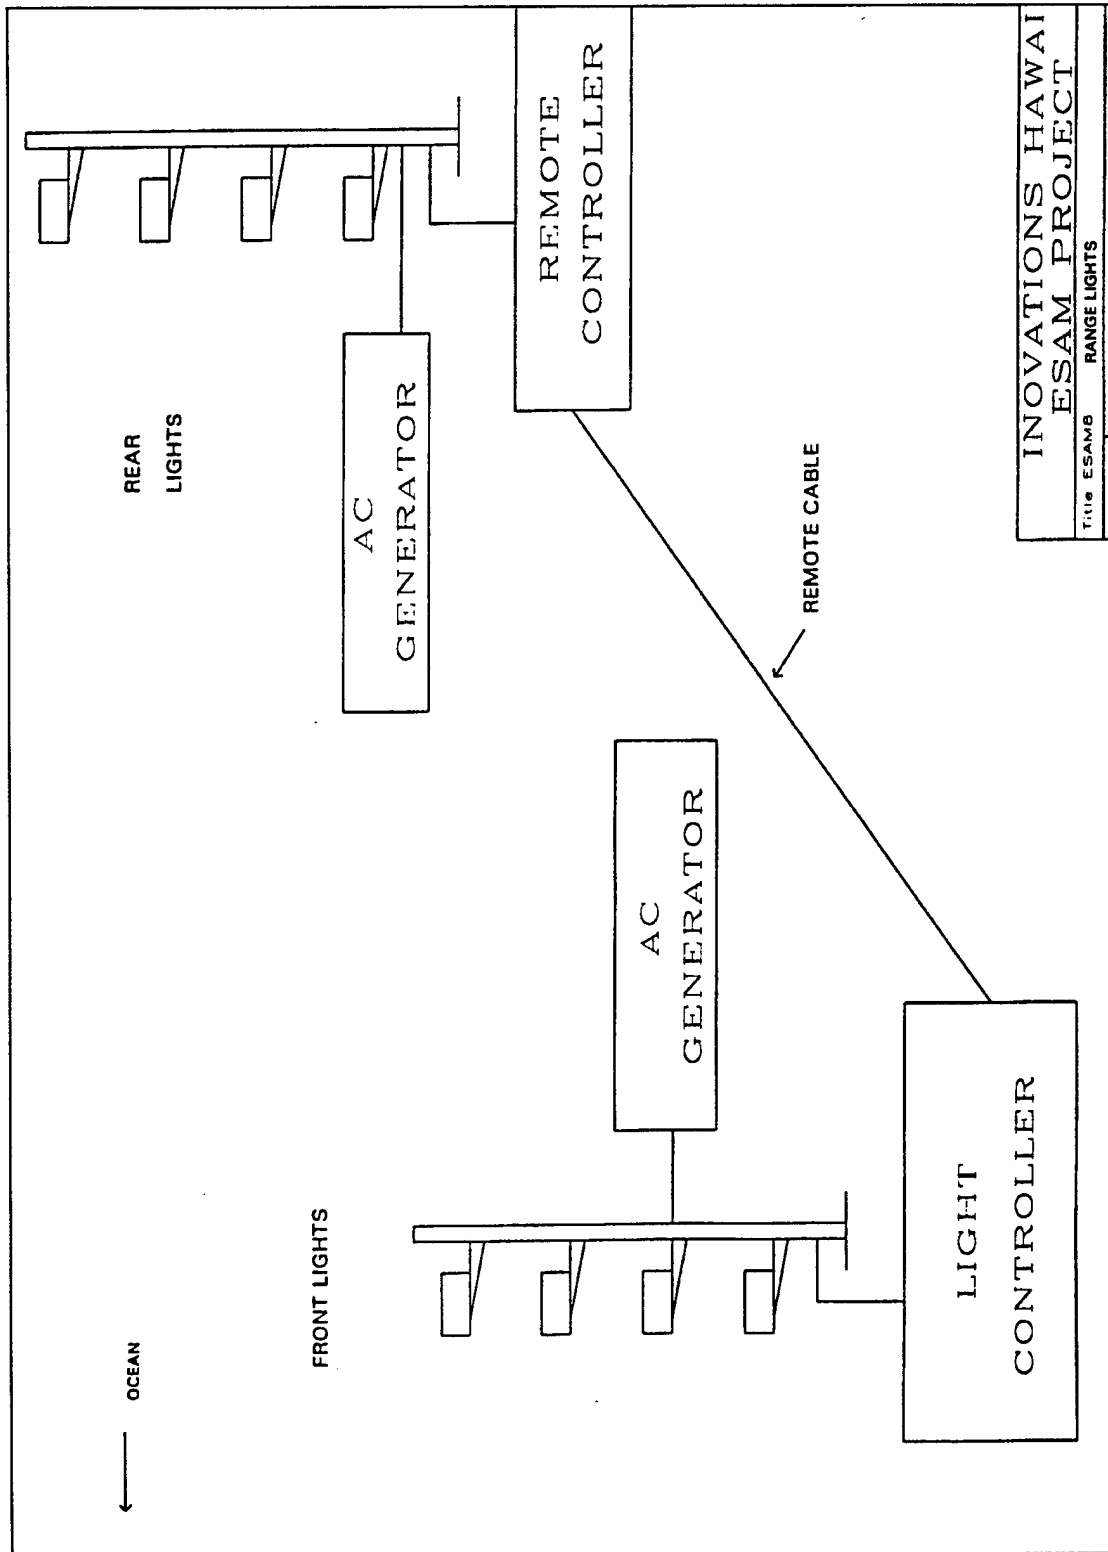 OCEAN
FRONT LIGHTS
REAR
LIGHTS
AC
GENERATOR
AC
GENERATOR
REMOTE
CONTROLLER
REMOTE CABLE
LIGHT
CONTROLLER
INOVATIONS HAWAI
ESAM PROJECT
Title ESAM8 RANGE LIGHTS